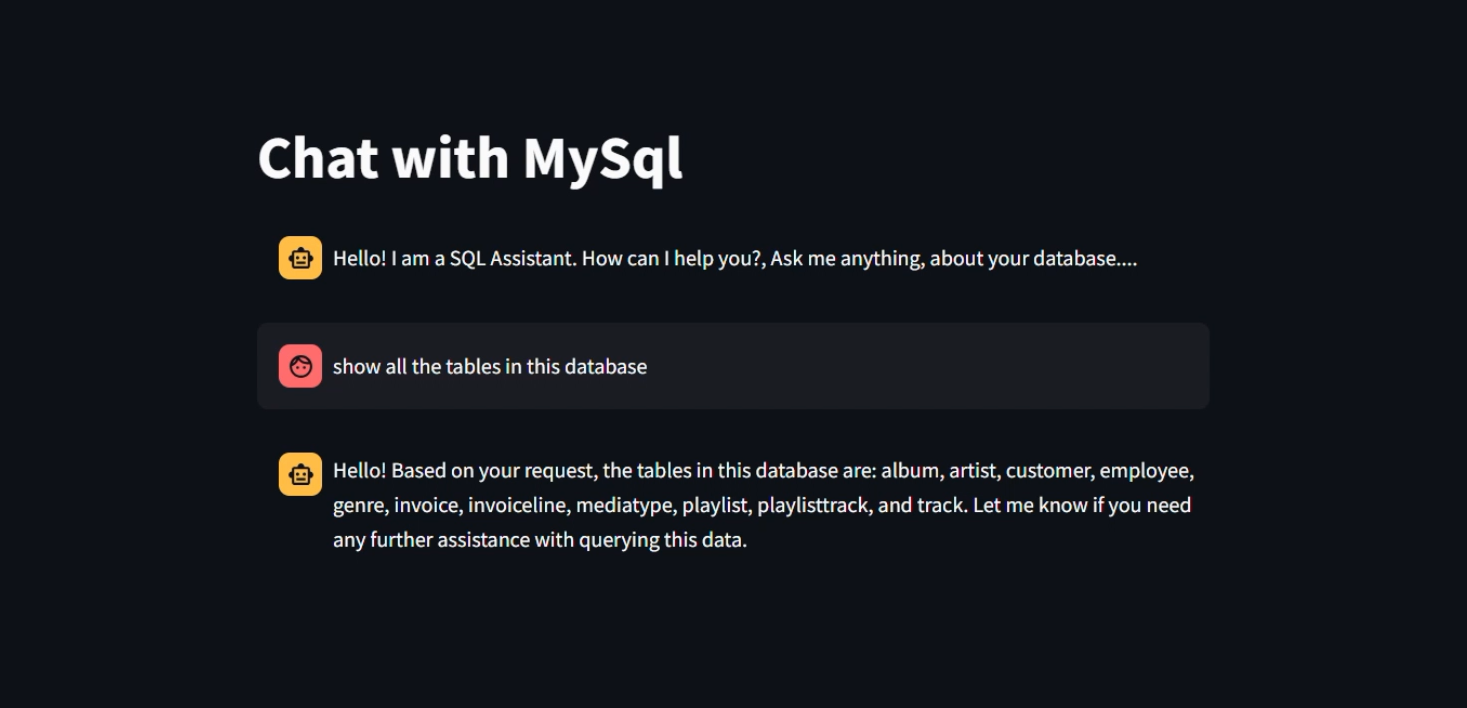 Chat with MySql
Hello! I am a SQL Assistant. How can I help you?, Ask me anything, about your database....
show all the tables in this database
Hello! Based on your request, the tables in this database are: album, artist, customer, employee,
genre, invoice, invoiceline, mediatype, playlist, playlisttrack, and track. Let me know if you need
any further assistance with querying this data.